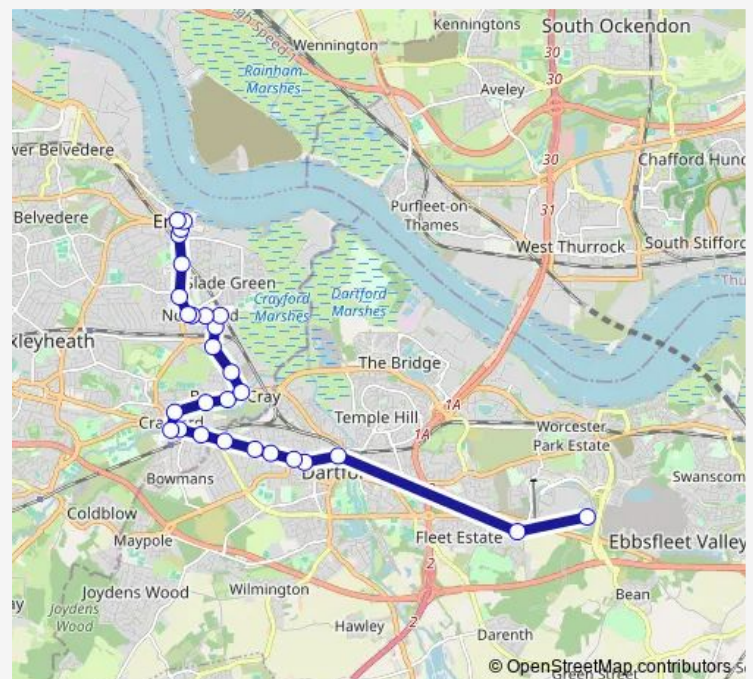 South Ockendon
Kenningtons
Wennington
Rainham
Marshes
30
30
Aveley
wer Belvedere
30
Chafford Hund
Belvedere
Purfleet-on-
Thames
31
West Thurrock
South Stifford
Slade Green
Crayford
Marshes
Dartford
Marshes
xleyheath
The Bridge
Cray
1A
Temple Hill
1A
Worcester
Park Estate
Bowmans
Swanscom
Coldblow
Fleet Estate
Ebbsfleet Valley
Maypole
2
Joydens Wood
Wilmington
Bean
Joydens
Wood
2
Hawley
Darenth
© OpenStreetMap contributors